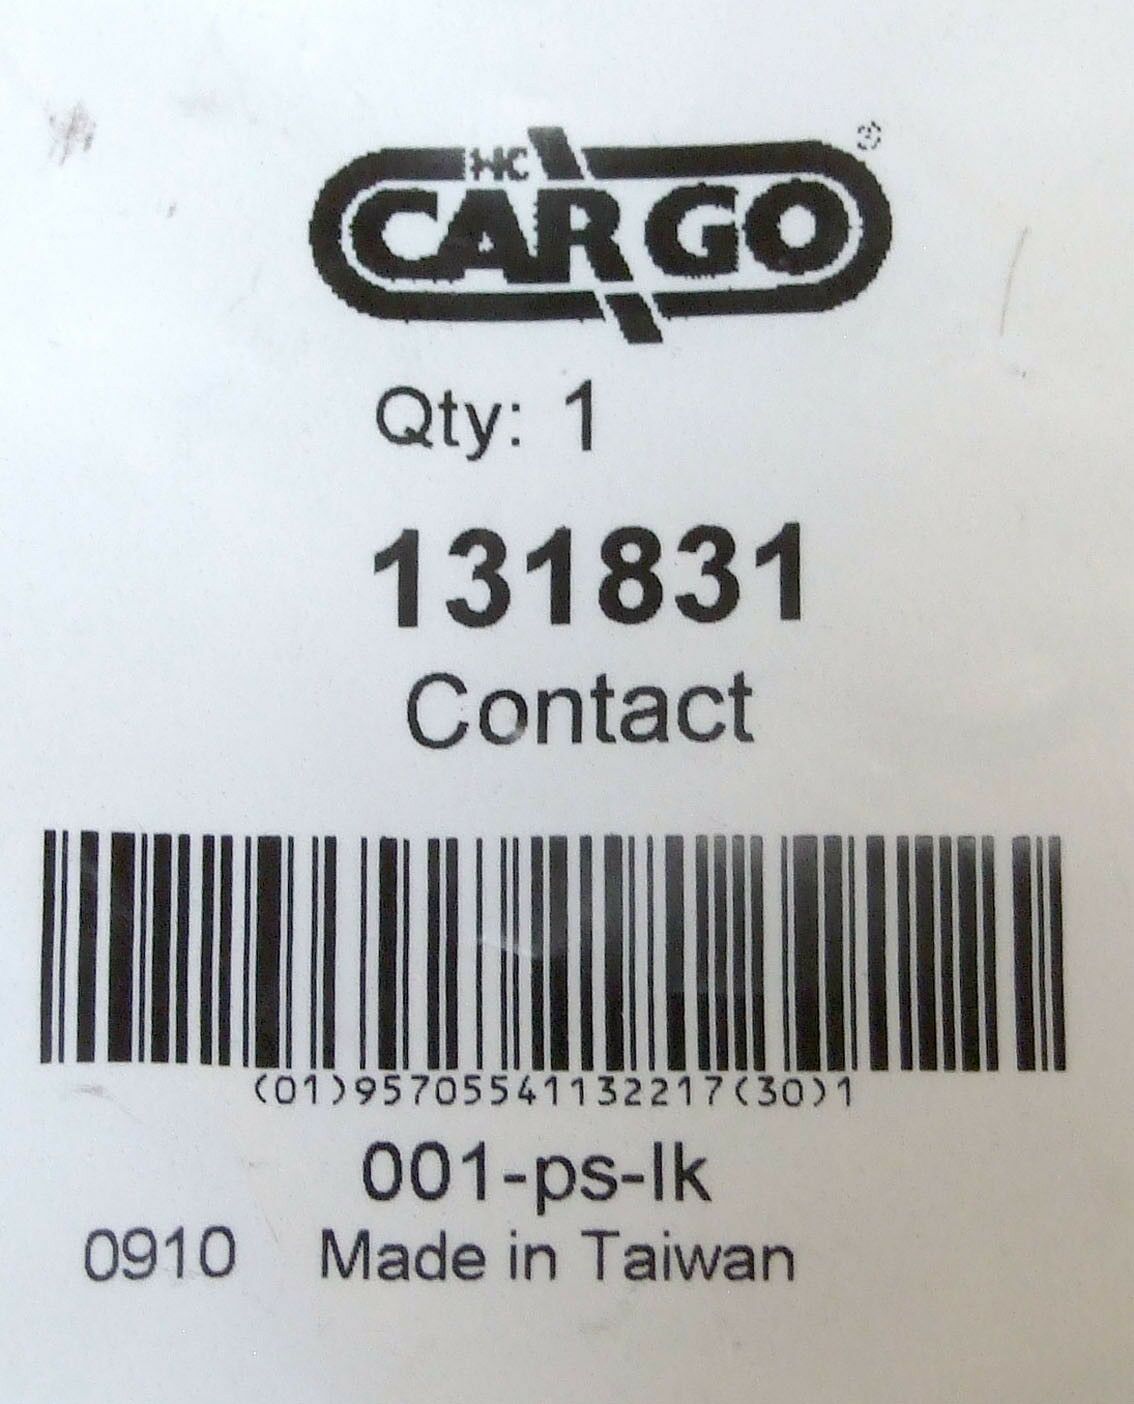 HC
CARGO®
Qty: 1
131831
Contact
(01)95705541132217(30)1
001-ps-lk
0910 Made in Taiwan